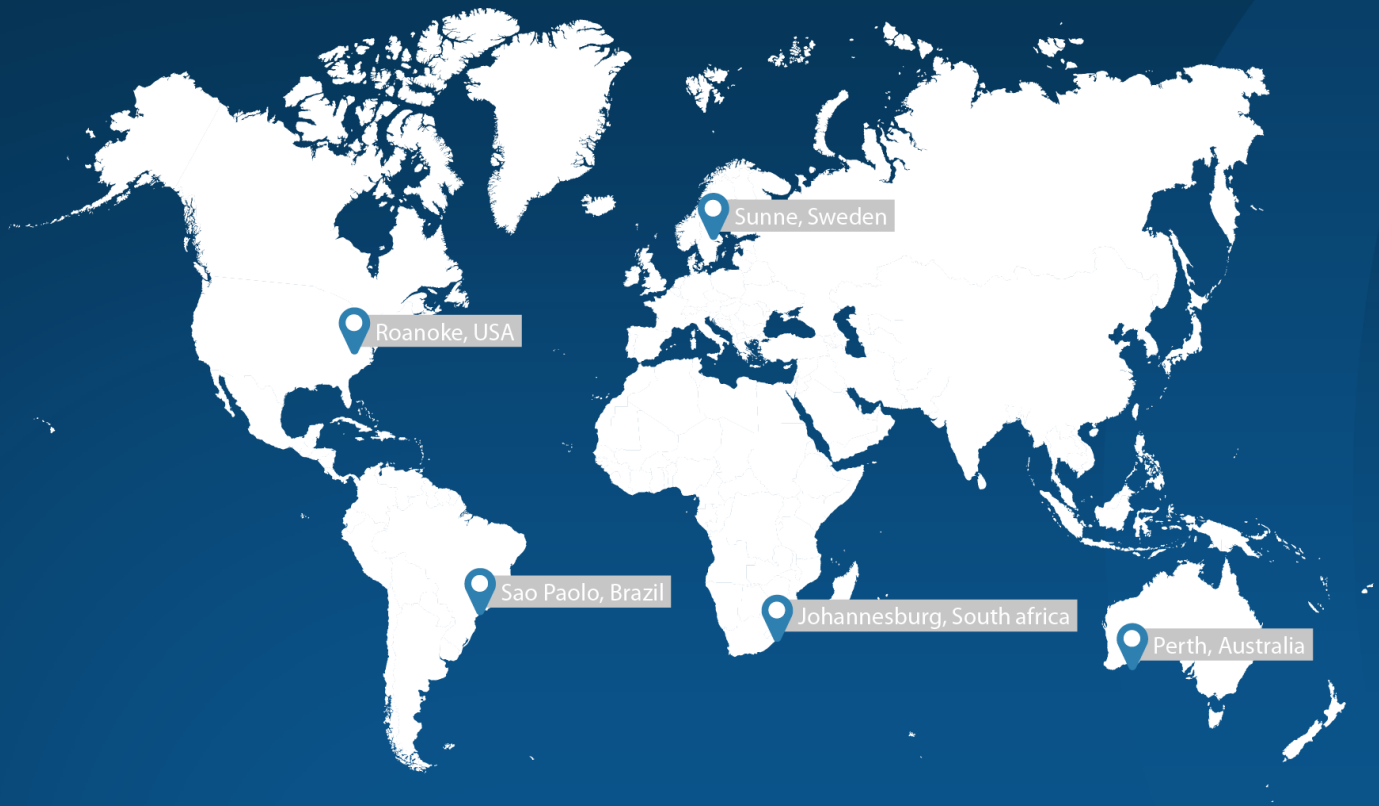 Sunne, Sweden
Roanoke, USA
Sao Paolo, Brazil
Johannesburg, South africa
Perth, Australia